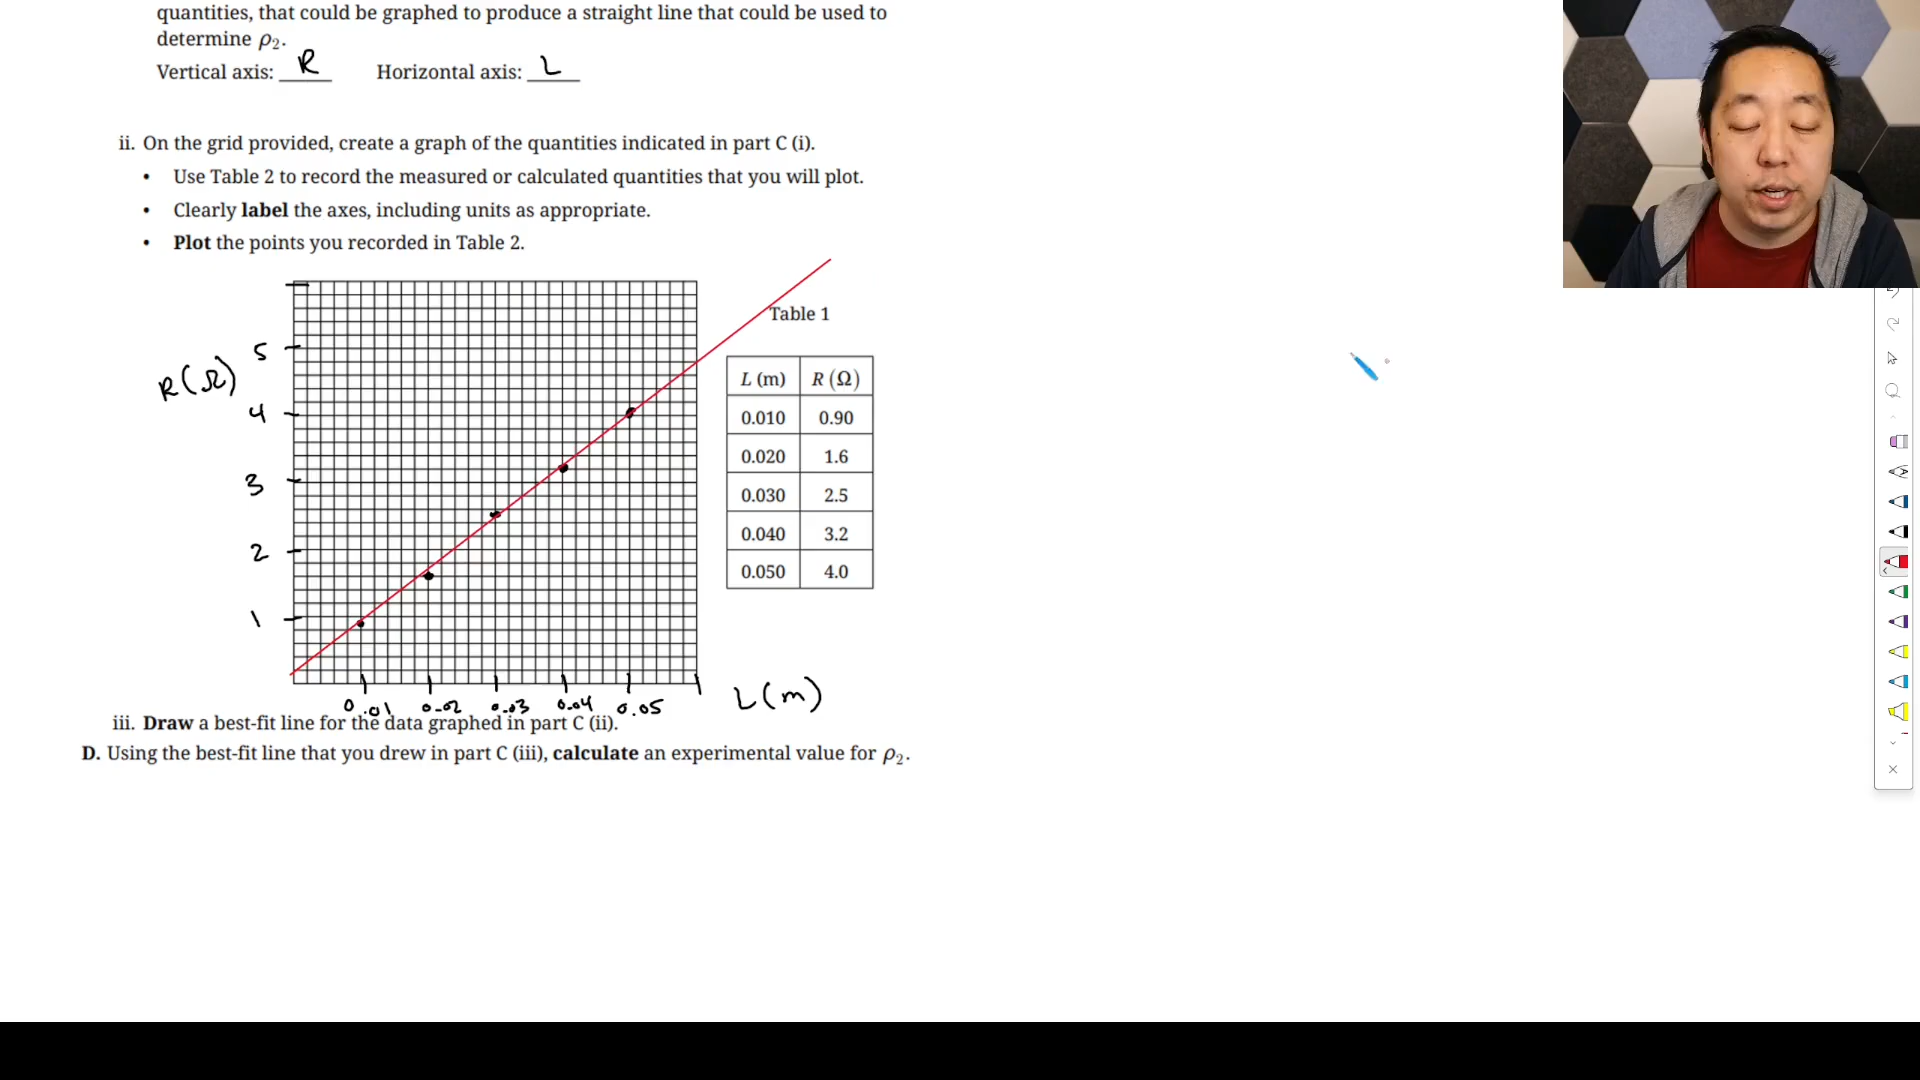 quantities, that could be graphed to produce a straight line that could be used to
determine ρ₂.
Vertical axis: R Horizontal axis: L
ii. On the grid provided, create a graph of the quantities indicated in part C (i).
• Use Table 2 to record the measured or calculated quantities that you will plot.
• Clearly label the axes, including units as appropriate.
• Plot the points you recorded in Table 2.
Table 1
L (m) R (Ω)
0.010 0.90
0.020 1.6
0.030 2.5
0.040 3.2
0.050 4.0
R(Ω)
5
4
3
2
1
0.01 0.02 0.03 0.04 0.05
L(m)
iii. Draw a best-fit line for the data graphed in part C (ii).
D. Using the best-fit line that you drew in part C (iii), calculate an experimental value for ρ₂.